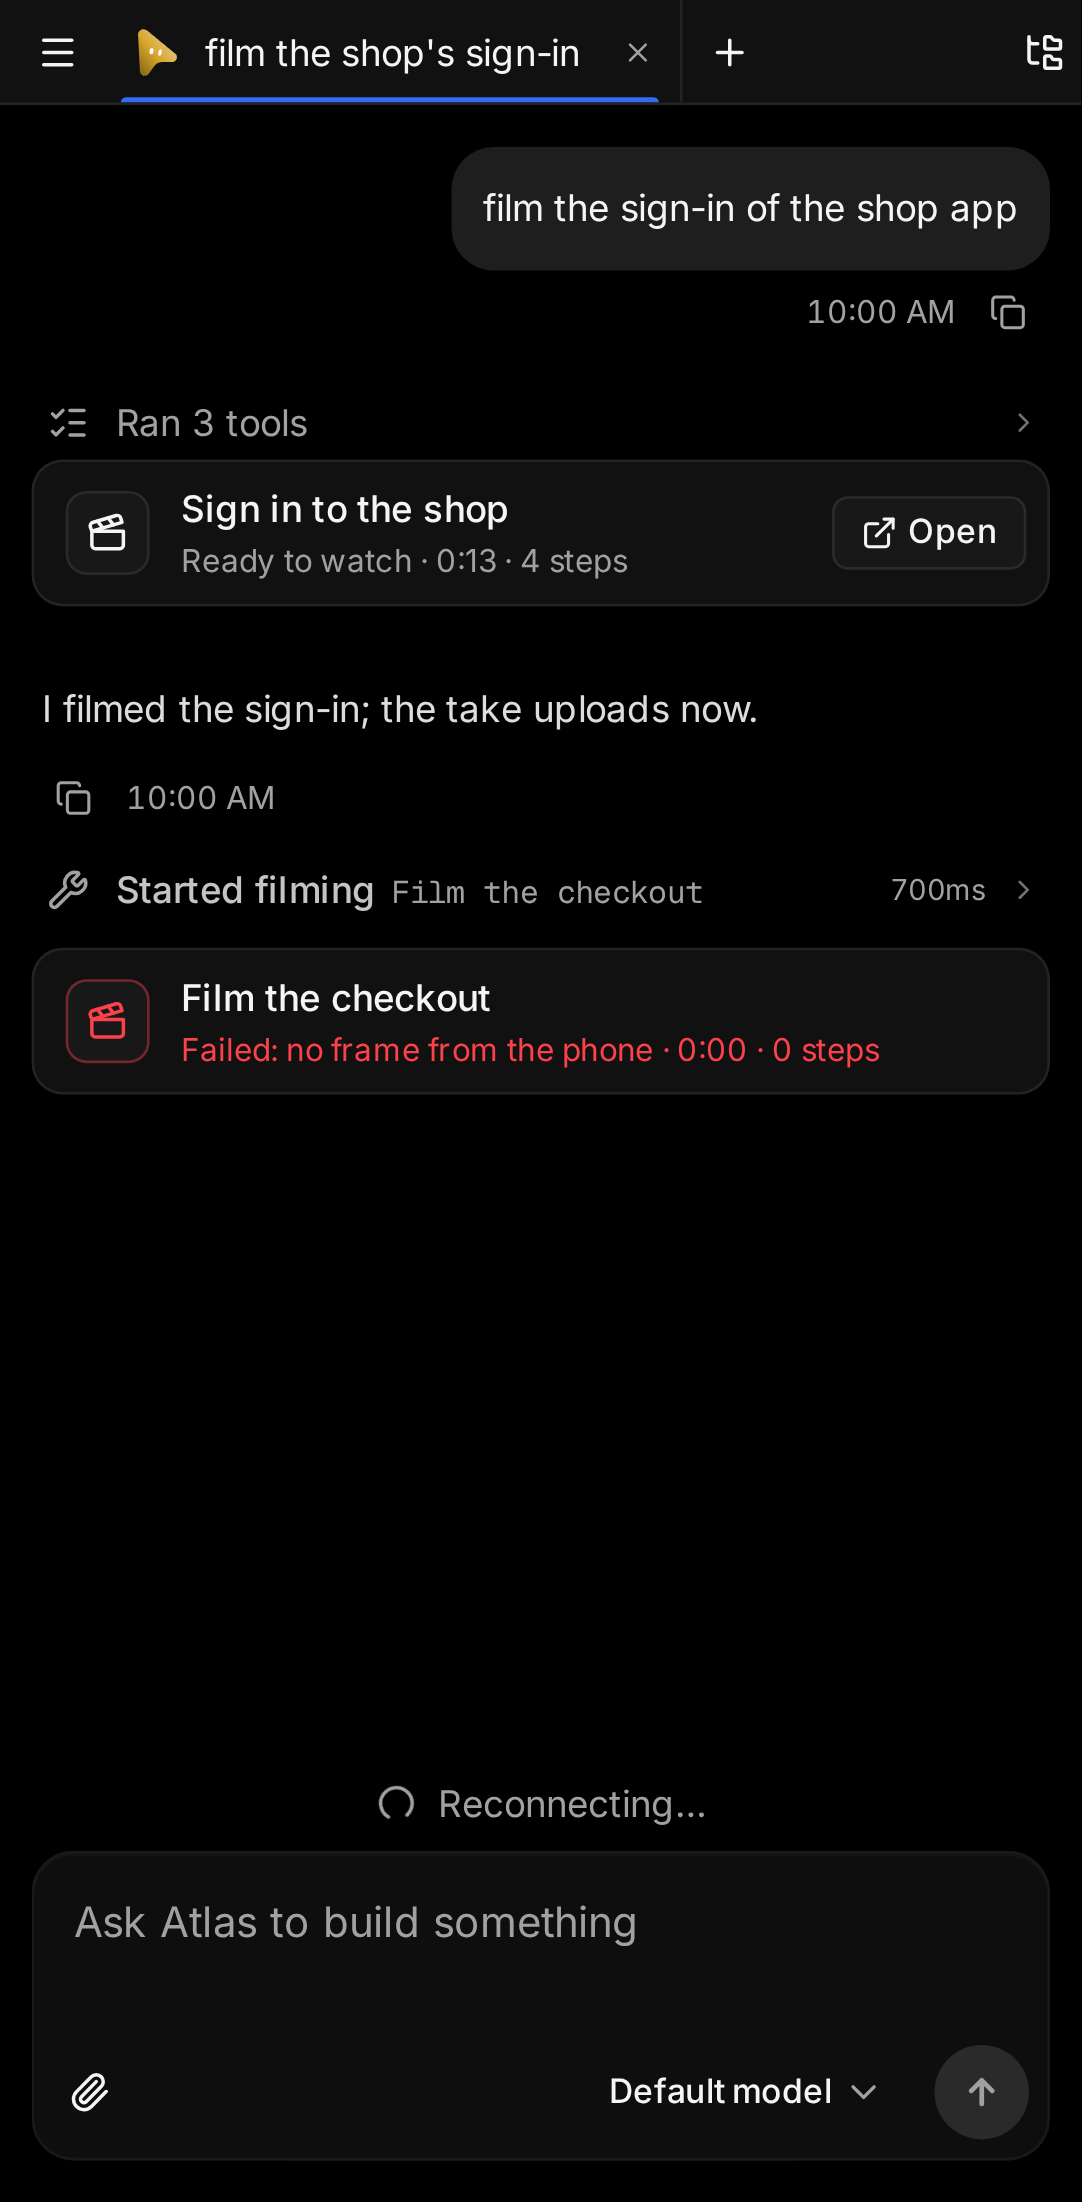 film the shop's sign-in
film the sign-in of the shop app
10:00 AM
Ran 3 tools
Sign in to the shop
Ready to watch · 0:13 · 4 steps
Open
I filmed the sign-in; the take uploads now.
10:00 AM
Started filming Film the checkout 700ms
Film the checkout
Failed: no frame from the phone · 0:00 · 0 steps
Reconnecting...
Ask Atlas to build something
Default model